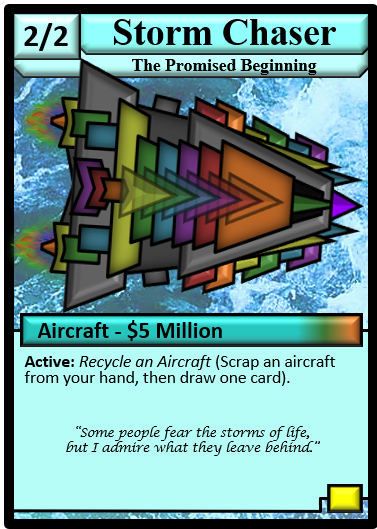 2/2
Storm Chaser
The Promised Beginning
Aircraft - $5 Million
Active: Recycle an Aircraft (Scrap an aircraft
from your hand, then draw one card).
“Some people fear the storms of life,
but I admire what they leave behind.”